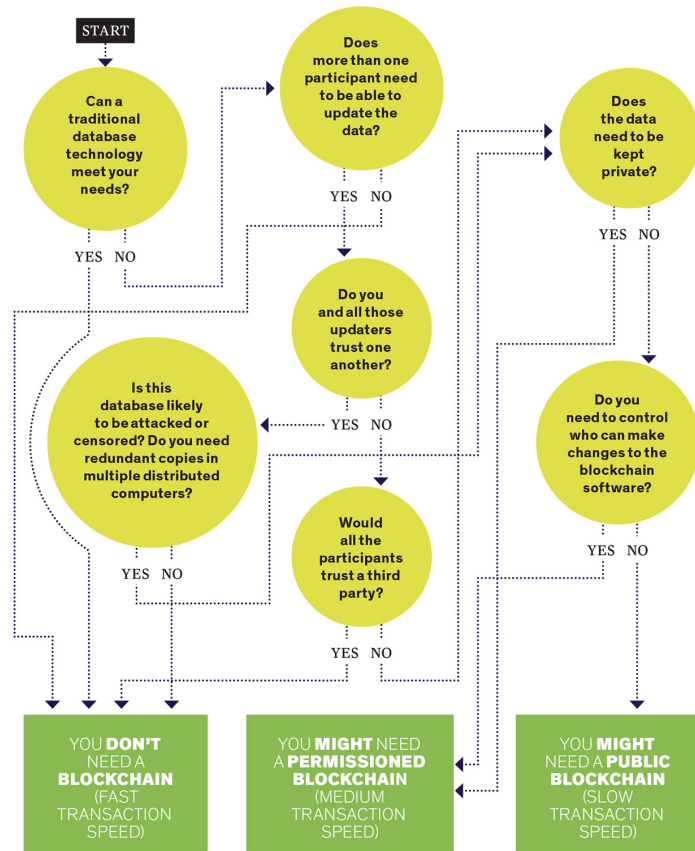 START
Can a
traditional
database
technology
meet your
needs?
YES NO
Does
more than one
participant need
to be able to
update the
data?
YES NO
Does
the data
need to be
kept
private?
YES NO
Do you
and all those
updaters
trust one
another?
YES NO
Is this
database likely
to be attacked or
censored? Do you need
redundant copies in
multiple distributed
computers?
YES NO
Do you
need to control
who can make
changes to the
blockchain
software?
YES NO
Would
all the
participants
trust a third
party?
YES NO
YOU DON'T
NEED A
BLOCKCHAIN
(FAST
TRANSACTION
SPEED)
YOU MIGHT NEED
A PERMISSIONED
BLOCKCHAIN
(MEDIUM
TRANSACTION
SPEED)
YOU MIGHT
NEED A PUBLIC
BLOCKCHAIN
(SLOW
TRANSACTION
SPEED)